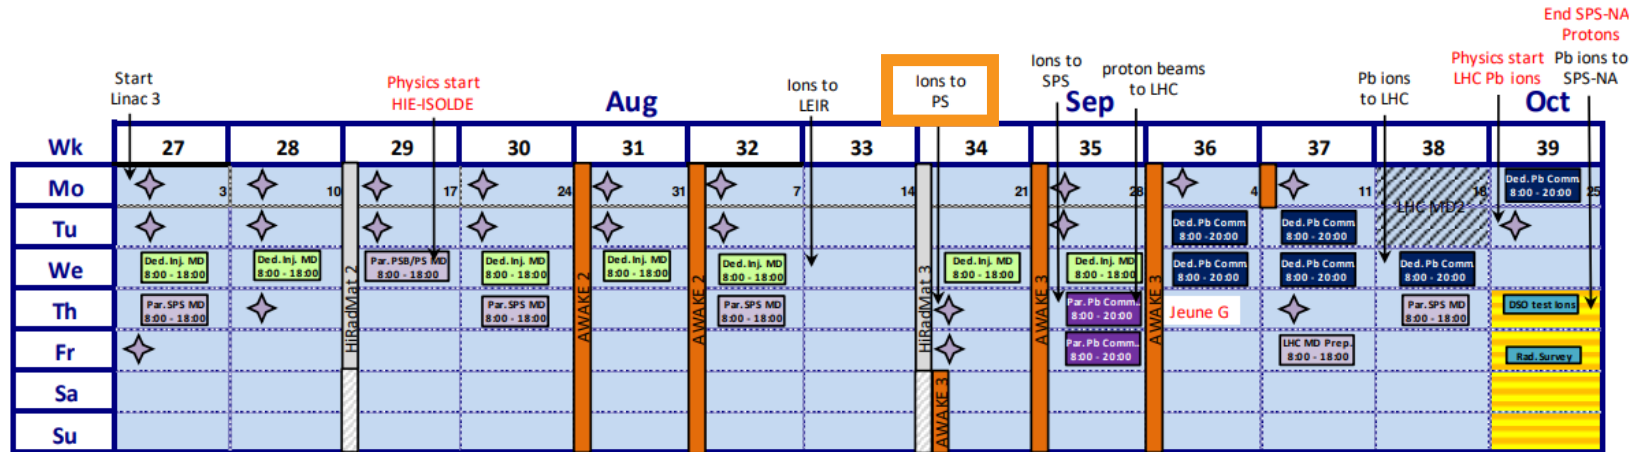 End SPS-NA
Protons
Start
Linac 3
Physics start
HIE-ISOLDE
Aug
Ions to
LEIR
Ions to
PS
Ions to
SPS
Sep
proton beams
to LHC
Pb ions
to LHC
Physics start
LHC Pb ions
Pb ions to
SPS-NA
Oct
Wk 27 28 29 30 31 32 33 34 35 36 37 38 39
Mo 3 10 17 24 31 7 14 21 28 4 11 18 25
Ded. Pb Comm.
8:00 - 20:00
LHC MD2
Tu
Ded. Pb Comm.
8:00 -20:00
Ded. Pb Comm.
8:00 - 20:00
We
Ded. Inj. MD
8:00 - 18:00
Ded. Inj. MD
8:00 - 18:00
Par. PSB/PS MD
8:00 - 18:00
Ded. Inj. MD
8:00 - 18:00
Ded. Inj. MD
8:00 - 18:00
Ded. Inj. MD
8:00 - 18:00
Ded. Inj. MD
8:00 - 18:00
Ded. Inj. MD
8:00 - 18:00
Ded. Pb Comm.
8:00 - 20:00
Ded. Pb Comm.
8:00 - 20:00
Ded. Pb Comm.
8:00 - 20:00
Th
Par. SPS MD
8:00 - 18:00
Par. SPS MD
8:00 - 18:00
Par. SPS MD
8:00 - 18:00
Par. Pb Comm.
8:00 - 20:00
Jeune G
Par. SPS MD
8:00 - 18:00
DSO test Ions
Fr
Par. Pb Comm.
8:00 - 20:00
LHC MD Prep.
8:00 - 18:00
Rad. Survey
Sa
Su
HiRadMat 2
AWAKE 2
AWAKE 2
HiRadMat 3
AWAKE 3
AWAKE 3
AWAKE 3